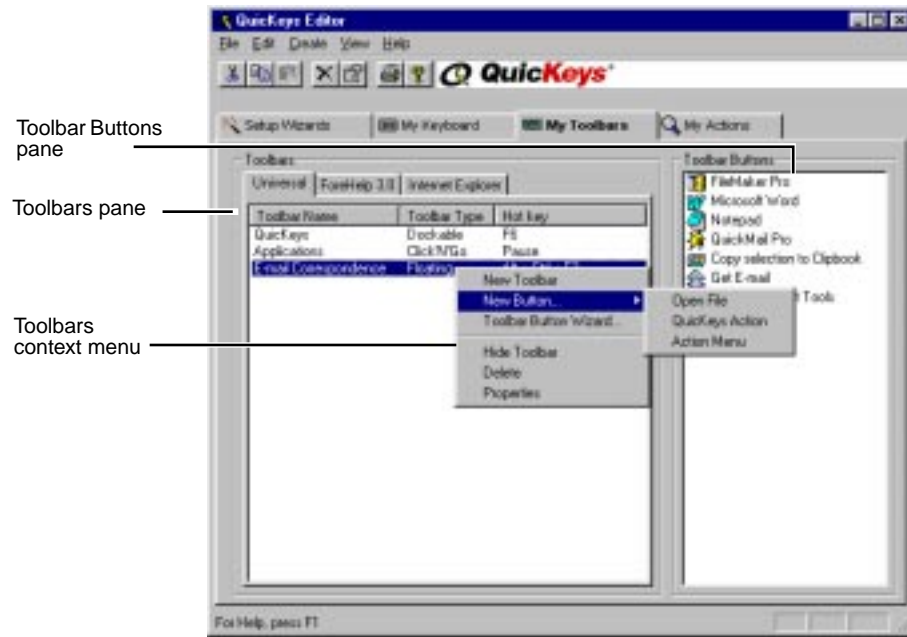 QuicKeys Editor
File Edit Create View Help
QuicKeys
Setup Wizards My Keyboard My Toolbars My Actions
Toolbar Buttons
pane
Toolbars pane
Toolbars
context menu
Toolbars
Universal ForeHelp 3.0 Internet Explorer
Toolbar Name Toolbar Type Hot key
QuicKeys Dockable F6
Applications Click'N'Go Pause
E-mail Correspondence Floating
New Toolbar
New Button...
Toolbar Button Wizard...
Hide Toolbar
Delete
Properties
Open File
QuicKeys Action
Action Menu
Toolbar Buttons
FileMaker Pro
Microsoft Word
Notepad
QuickMail Pro
Copy selection to Clipbook
Get E-mail
Tools
For Help, press F1